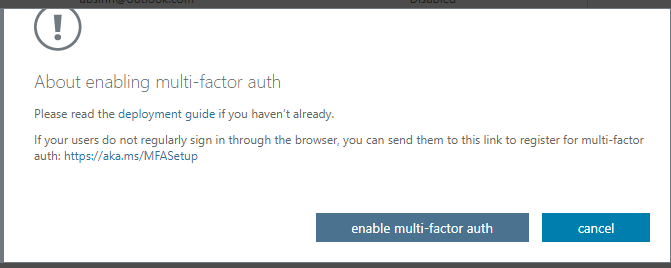 About enabling multi-factor auth
Please read the deployment guide if you haven't already.
If your users do not regularly sign in through the browser, you can send them to this link to register for multi-factor
auth: https://aka.ms/MFASetup
enable multi-factor auth
cancel